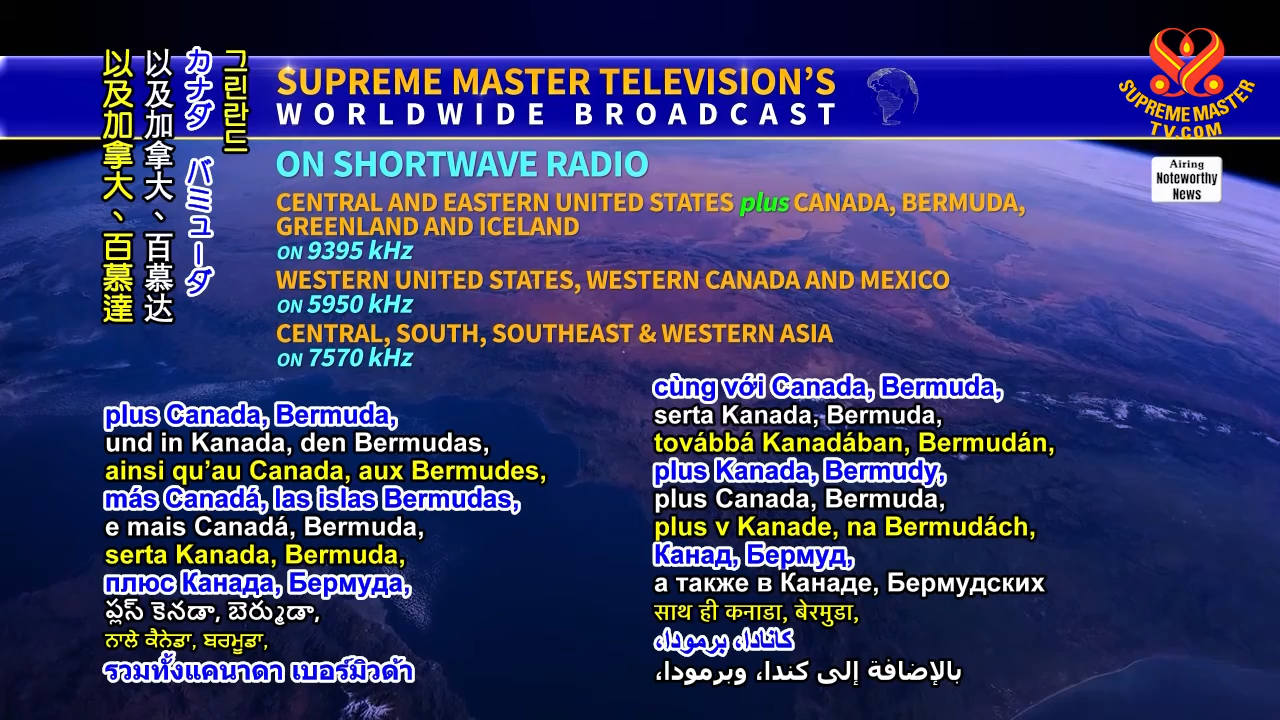 SUPREME MASTER TELEVISION'S
WORLDWIDE BROADCAST
ON SHORTWAVE RADIO
CENTRAL AND EASTERN UNITED STATES plus CANADA, BERMUDA,
GREENLAND AND ICELAND
ON 9395 kHz
WESTERN UNITED STATES, WESTERN CANADA AND MEXICO
ON 5950 kHz
CENTRAL, SOUTH, SOUTHEAST & WESTERN ASIA
ON 7570 kHz
SUPREME MASTER
TV.COM
Airing
Noteworthy
News
그린란드
カナダ バミューダ
以及加拿大、百慕达
以及加拿大、百慕達
plus Canada, Bermuda,
und in Kanada, den Bermudas,
ainsi qu’au Canada, aux Bermudes,
más Canadá, las islas Bermudas,
e mais Canadá, Bermuda,
serta Kanada, Bermuda,
плюс Канада, Бермуда,
ప్లస్ కెనడా, బెర్ముడా,
ਨਾਲੇ ਕੈਨੇਡਾ, ਬਰਮੂਡਾ,
รวมทั้งแคนาดา เบอร์มิวด้า
cùng với Canada, Bermuda,
serta Kanada, Bermuda,
továbbá Kanadában, Bermudán,
plus Kanada, Bermudy,
plus Canada, Bermuda,
plus v Kanade, na Bermudách,
Канад, Бермуд,
а также в Канаде, Бермудских
साथ ही कनाडा, बेरमुडा,
کانادا، برمودا،
بالإضافة إلى كندا، وبرمودا،